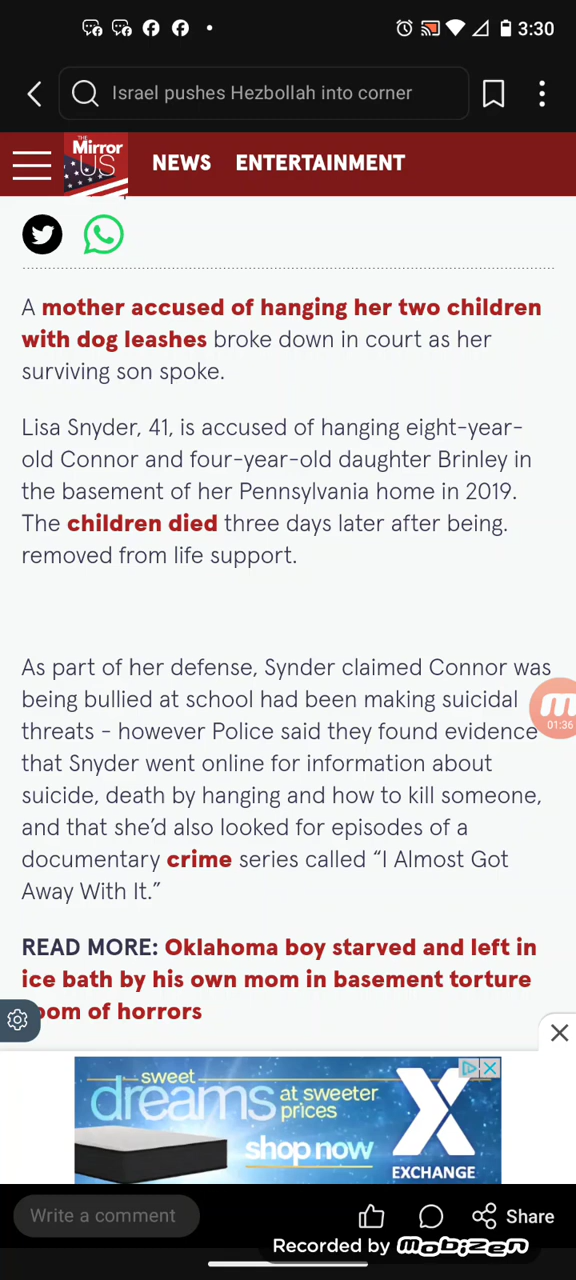 3:30
Israel pushes Hezbollah into corner
THE
Mirror
US
NEWS ENTERTAINMENT
A mother accused of hanging her two children
with dog leashes broke down in court as her
surviving son spoke.
Lisa Snyder, 41, is accused of hanging eight-year-
old Connor and four-year-old daughter Brinley in
the basement of her Pennsylvania home in 2019.
The children died three days later after being.
removed from life support.
As part of her defense, Synder claimed Connor was
being bullied at school had been making suicidal
threats - however Police said they found evidence
that Snyder went online for information about
suicide, death by hanging and how to kill someone,
and that she'd also looked for episodes of a
documentary crime series called “I Almost Got
Away With It.”
01:36
READ MORE: Oklahoma boy starved and left in
ice bath by his own mom in basement torture
oom of horrors
sweet
dreams at sweeter
prices
shop now
X
EXCHANGE
Write a comment
Share
Recorded by mobizen